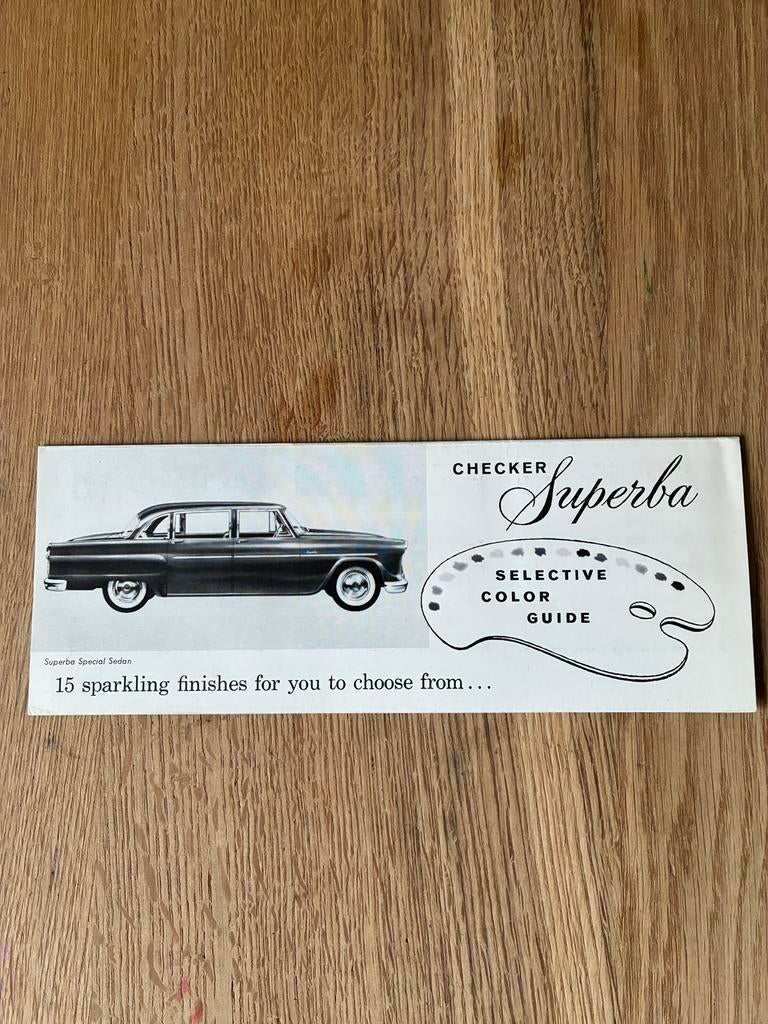 CHECKER Superba
SELECTIVE
COLOR
GUIDE
Superba Special Sedan
15 sparkling finishes for you to choose from...